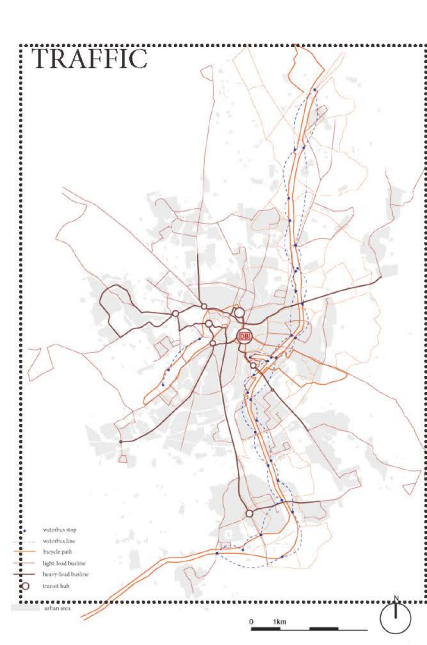 TRAFFIC
DB
waterbus stop
waterbus line
bicycle path
light-load busline
heavy-load busline
transit hub
urban area
N
0 1km